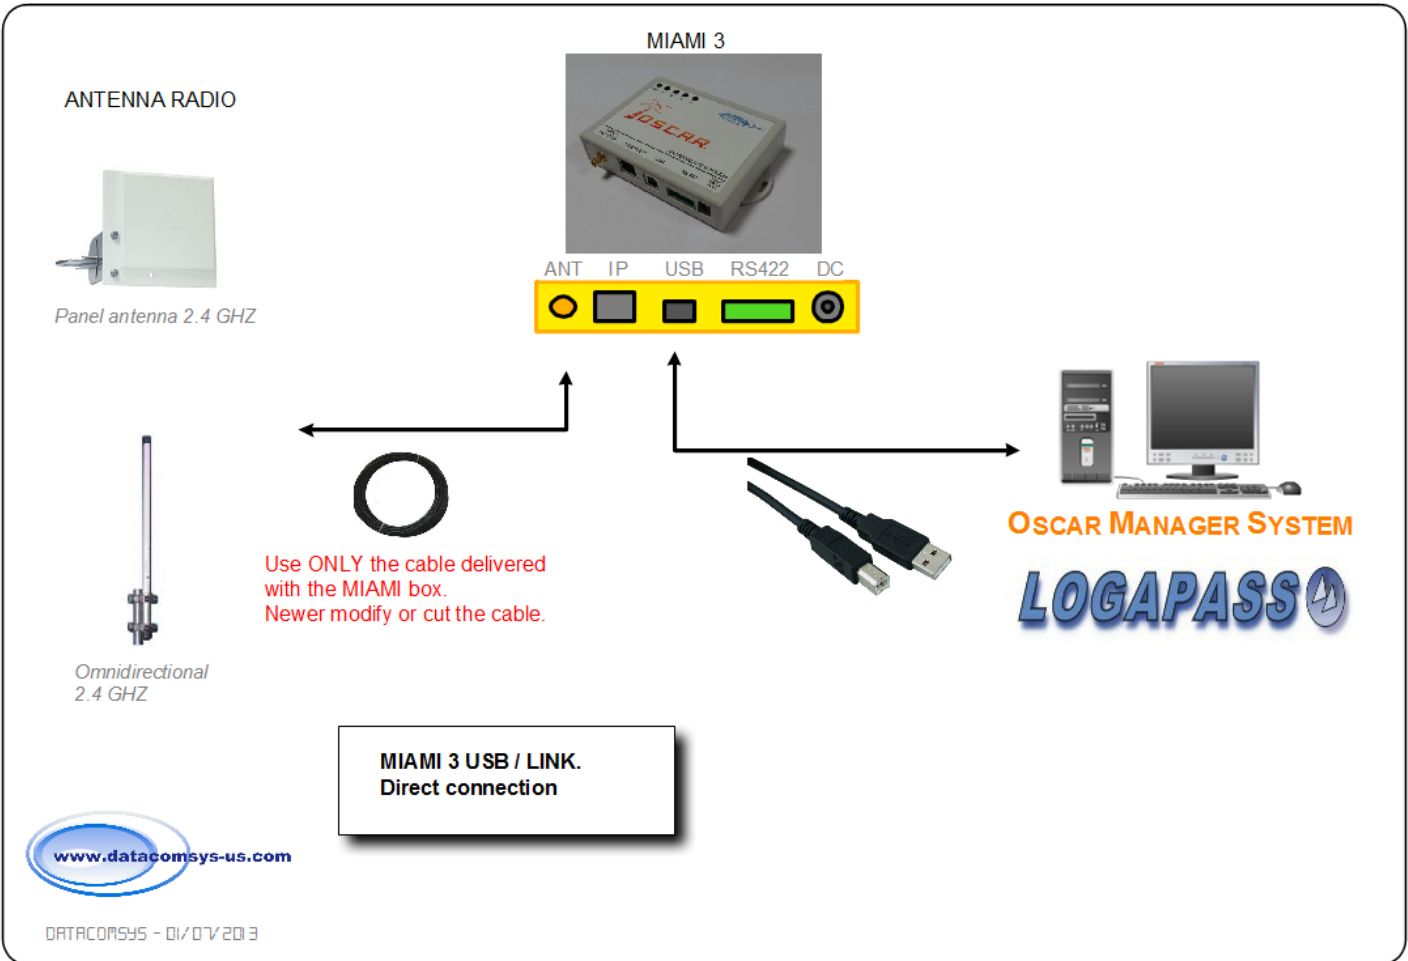 MIAMI 3
ANTENNA RADIO
OSCAR
ANT IP USB RS422 DC
Panel antenna 2.4 GHZ
OSCAR MANAGER SYSTEM
LOGAPASS
Use ONLY the cable delivered
with the MIAMI box.
Newer modify or cut the cable.
Omnidirectional
2.4 GHZ
MIAMI 3 USB / LINK.
Direct connection
www.datacomsys-us.com
DATACOMSYS - 01/07/2013